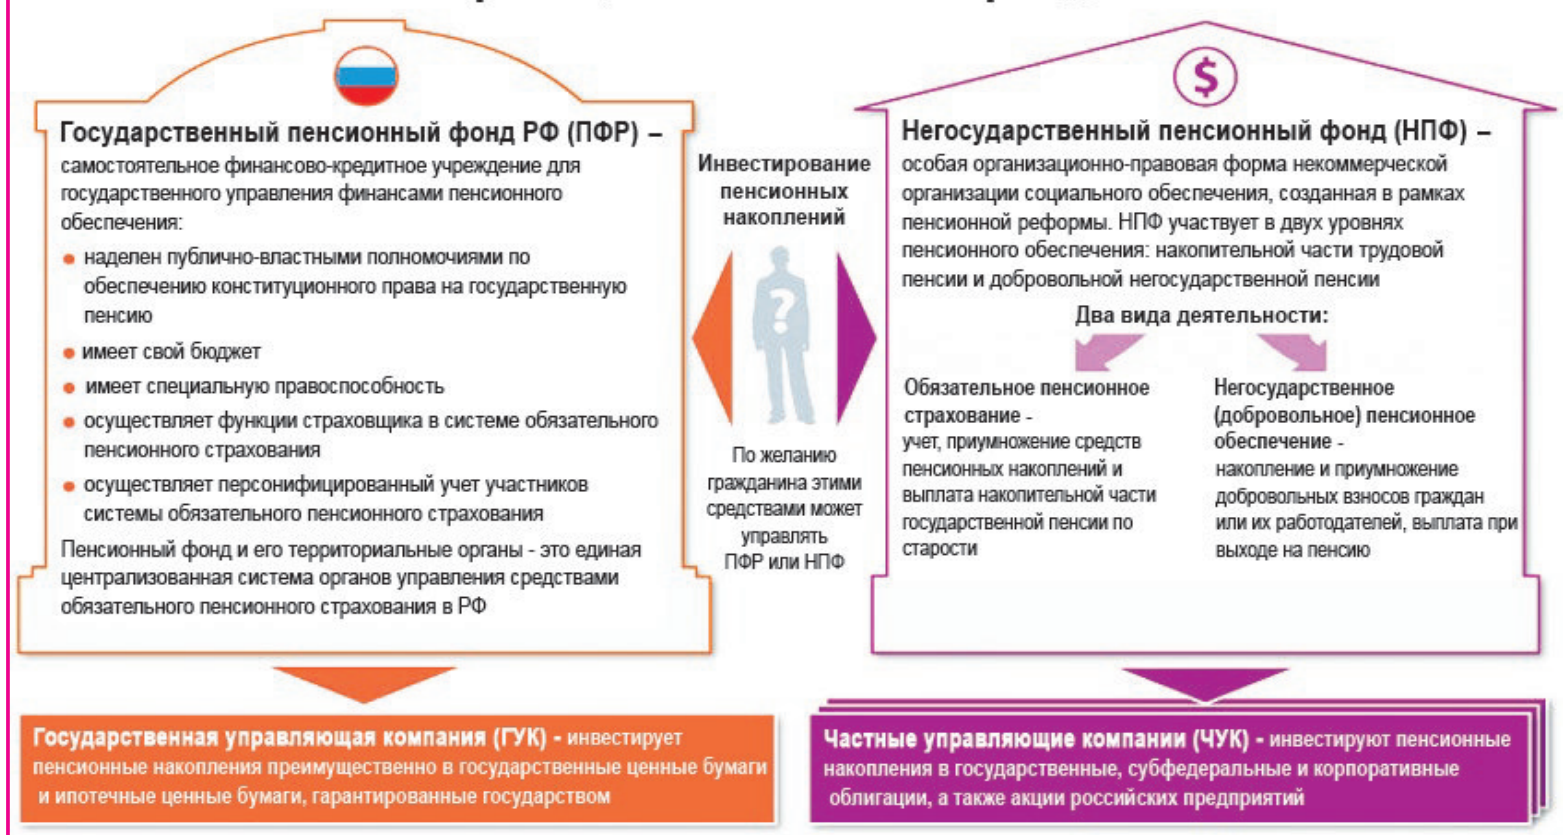 Государственный пенсионный фонд РФ (ПФР) –
самостоятельное финансово-кредитное учреждение для
государственного управления финансами пенсионного
обеспечения:
● наделен публично-властными полномочиями по
обеспечению конституционного права на государственную
пенсию
● имеет свой бюджет
● имеет специальную правоспособность
● осуществляет функции страховщика в системе обязательного
пенсионного страхования
● осуществляет персонифицированный учет участников
системы обязательного пенсионного страхования
Пенсионный фонд и его территориальные органы - это единая
централизованная система органов управления средствами
обязательного пенсионного страхования в РФ
Инвестирование
пенсионных
накоплений
?
По желанию
гражданина этими
средствами может
управлять
ПФР или НПФ
$
Негосударственный пенсионный фонд (НПФ) –
особая организационно-правовая форма некоммерческой
организации социального обеспечения, созданная в рамках
пенсионной реформы. НПФ участвует в двух уровнях
пенсионного обеспечения: накопительной части трудовой
пенсии и добровольной негосударственной пенсии
Два вида деятельности:
Обязательное пенсионное
страхование -
учет, приумножение средств
пенсионных накоплений и
выплата накопительной части
государственной пенсии по
старости
Негосударственное
(добровольное) пенсионное
обеспечение -
накопление и приумножение
добровольных взносов граждан
или их работодателей, выплата при
выходе на пенсию
Государственная управляющая компания (ГУК) - инвестирует
пенсионные накопления преимущественно в государственные ценные бумаги
и ипотечные ценные бумаги, гарантированные государством
Частные управляющие компании (ЧУК) - инвестируют пенсионные
накопления в государственные, субфедеральные и корпоративные
облигации, а также акции российских предприятий